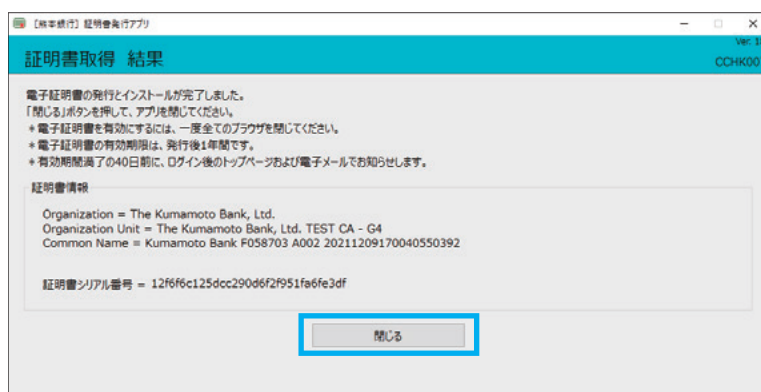 [熊本銀行] 証明書発行アプリ
Ver. 1
証明書取得 結果
CCHK00
電子証明書の発行とインストールが完了しました。
「閉じる」ボタンを押して、アプリを閉じてください。
＊電子証明書を有効にするには、一度全てのブラウザを閉じてください。
＊電子証明書の有効期限は、発行後1年間です。
＊有効期間満了の40日前に、ログイン後のトップページおよび電子メールでお知らせします。
証明書情報
Organization = The Kumamoto Bank, Ltd.
Organization Unit = The Kumamoto Bank, Ltd. TEST CA - G4
Common Name = Kumamoto Bank F058703 A002 20211209170040550392
証明書シリアル番号 = 12f6f6c125dcc290d6f2f951fa6fe3df
閉じる